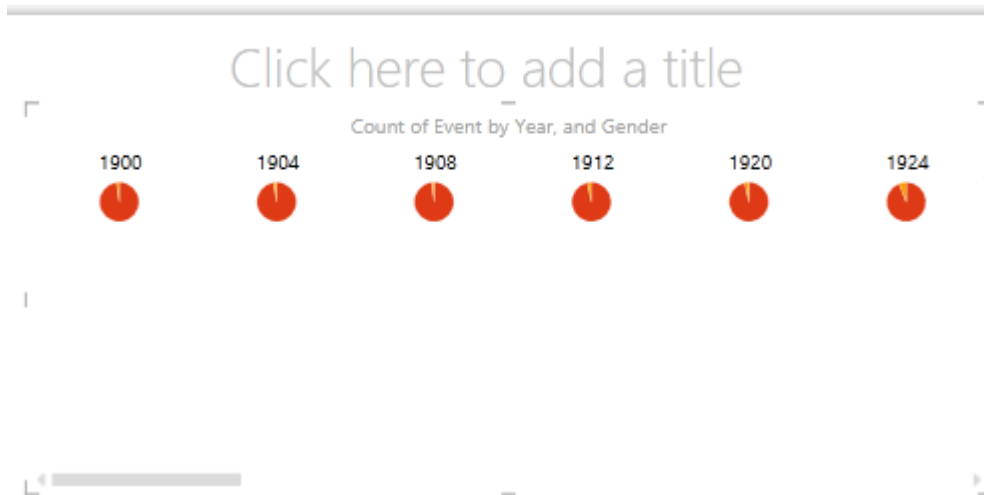 Click here to add a title
Count of Event by Year, and Gender
1900 1904 1908 1912 1920 1924